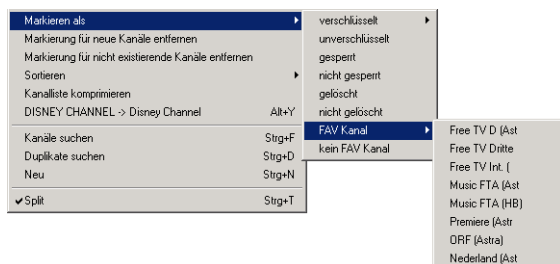 Markieren als
Markierung für neue Kanäle entfernen
Markierung für nicht existierende Kanäle entfernen
Sortieren
Kanalliste komprimieren
DISNEY CHANNEL -> Disney Channel Alt+Y
Kanäle suchen Strg+F
Duplikate suchen Strg+D
Neu Strg+N
Split Strg+T
verschlüsselt
unverschlüsselt
gesperrt
nicht gesperrt
gelöscht
nicht gelöscht
FAV Kanal
kein FAV Kanal
Free TV D (Ast
Free TV Dritte
Free TV Int. (
Music FTA (Ast
Music FTA (HB)
Premiere (Astr
ORF (Astra)
Nederland (Ast